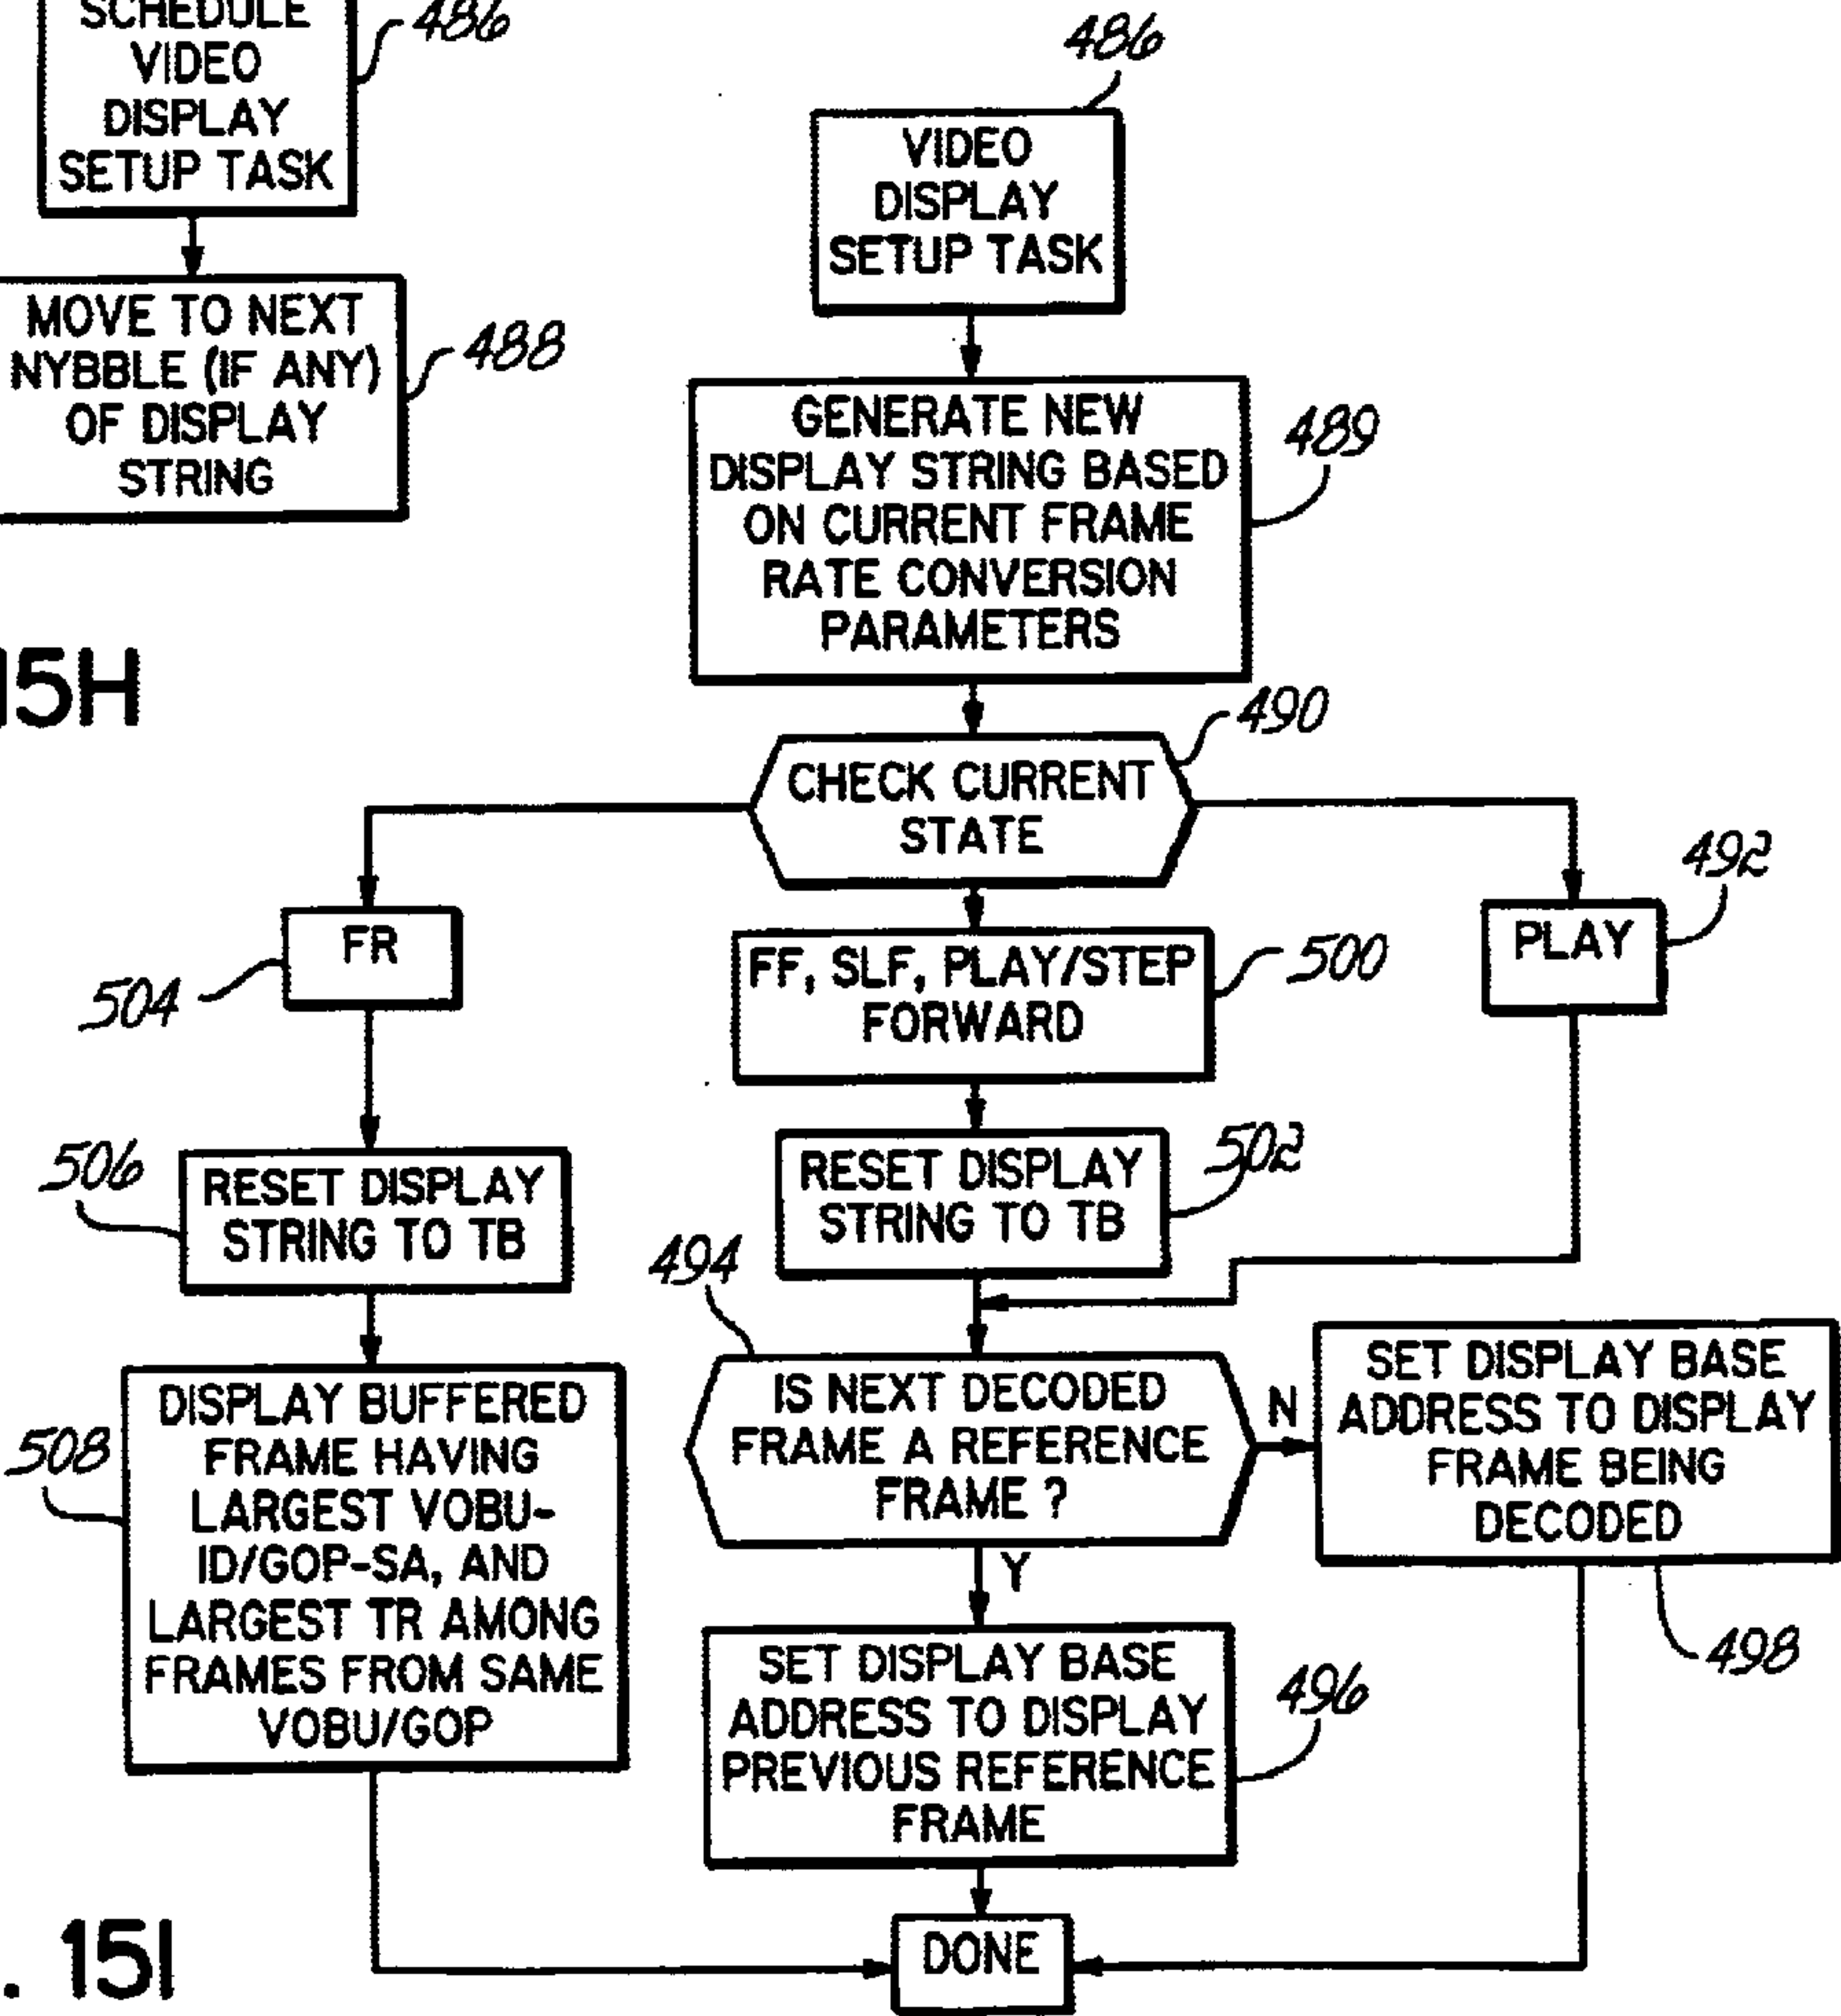 SCHEDULE
VIDEO
DISPLAY
SETUP TASK
486
MOVE TO NEXT
NYBBLE (IF ANY)
OF DISPLAY
STRING
488
15H
486
VIDEO
DISPLAY
SETUP TASK
GENERATE NEW
DISPLAY STRING BASED
ON CURRENT FRAME
RATE CONVERSION
PARAMETERS
489
490
CHECK CURRENT
STATE
492
FR
504
FF, SLF, PLAY/STEP
FORWARD
500
PLAY
506
RESET DISPLAY
STRING TO TB
RESET DISPLAY
STRING TO TB
502
494
IS NEXT DECODED
FRAME A REFERENCE
FRAME ?
N
Y
SET DISPLAY BASE
ADDRESS TO DISPLAY
FRAME BEING
DECODED
498
508
DISPLAY BUFFERED
FRAME HAVING
LARGEST VOBU-
ID/GOP-SA, AND
LARGEST TR AMONG
FRAMES FROM SAME
VOBU/GOP
SET DISPLAY BASE
ADDRESS TO DISPLAY
PREVIOUS REFERENCE
FRAME
496
DONE
. 15I